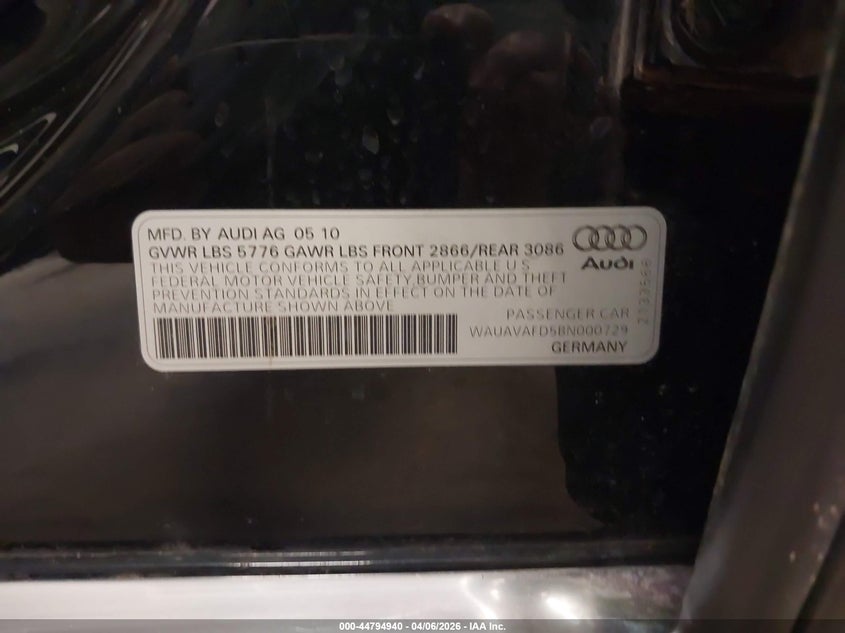 MFD. BY AUDI AG 05 10
GVWR LBS 5776 GAWR LBS FRONT 2866/REAR 3086
THIS VEHICLE CONFORMS TO ALL APPLICABLE U S
FEDERAL MOTOR VEHICLE SAFETY,BUMPER AND THEFT
PREVENTION STANDARDS IN EFFECT ON THE DATE OF
MANUFACTURE SHOWN ABOVE
Audi
PASSENGER CAR
WAUAVAFD5BN000729
GERMANY
000-44794940 - 04/06/2026 - IAA Inc.